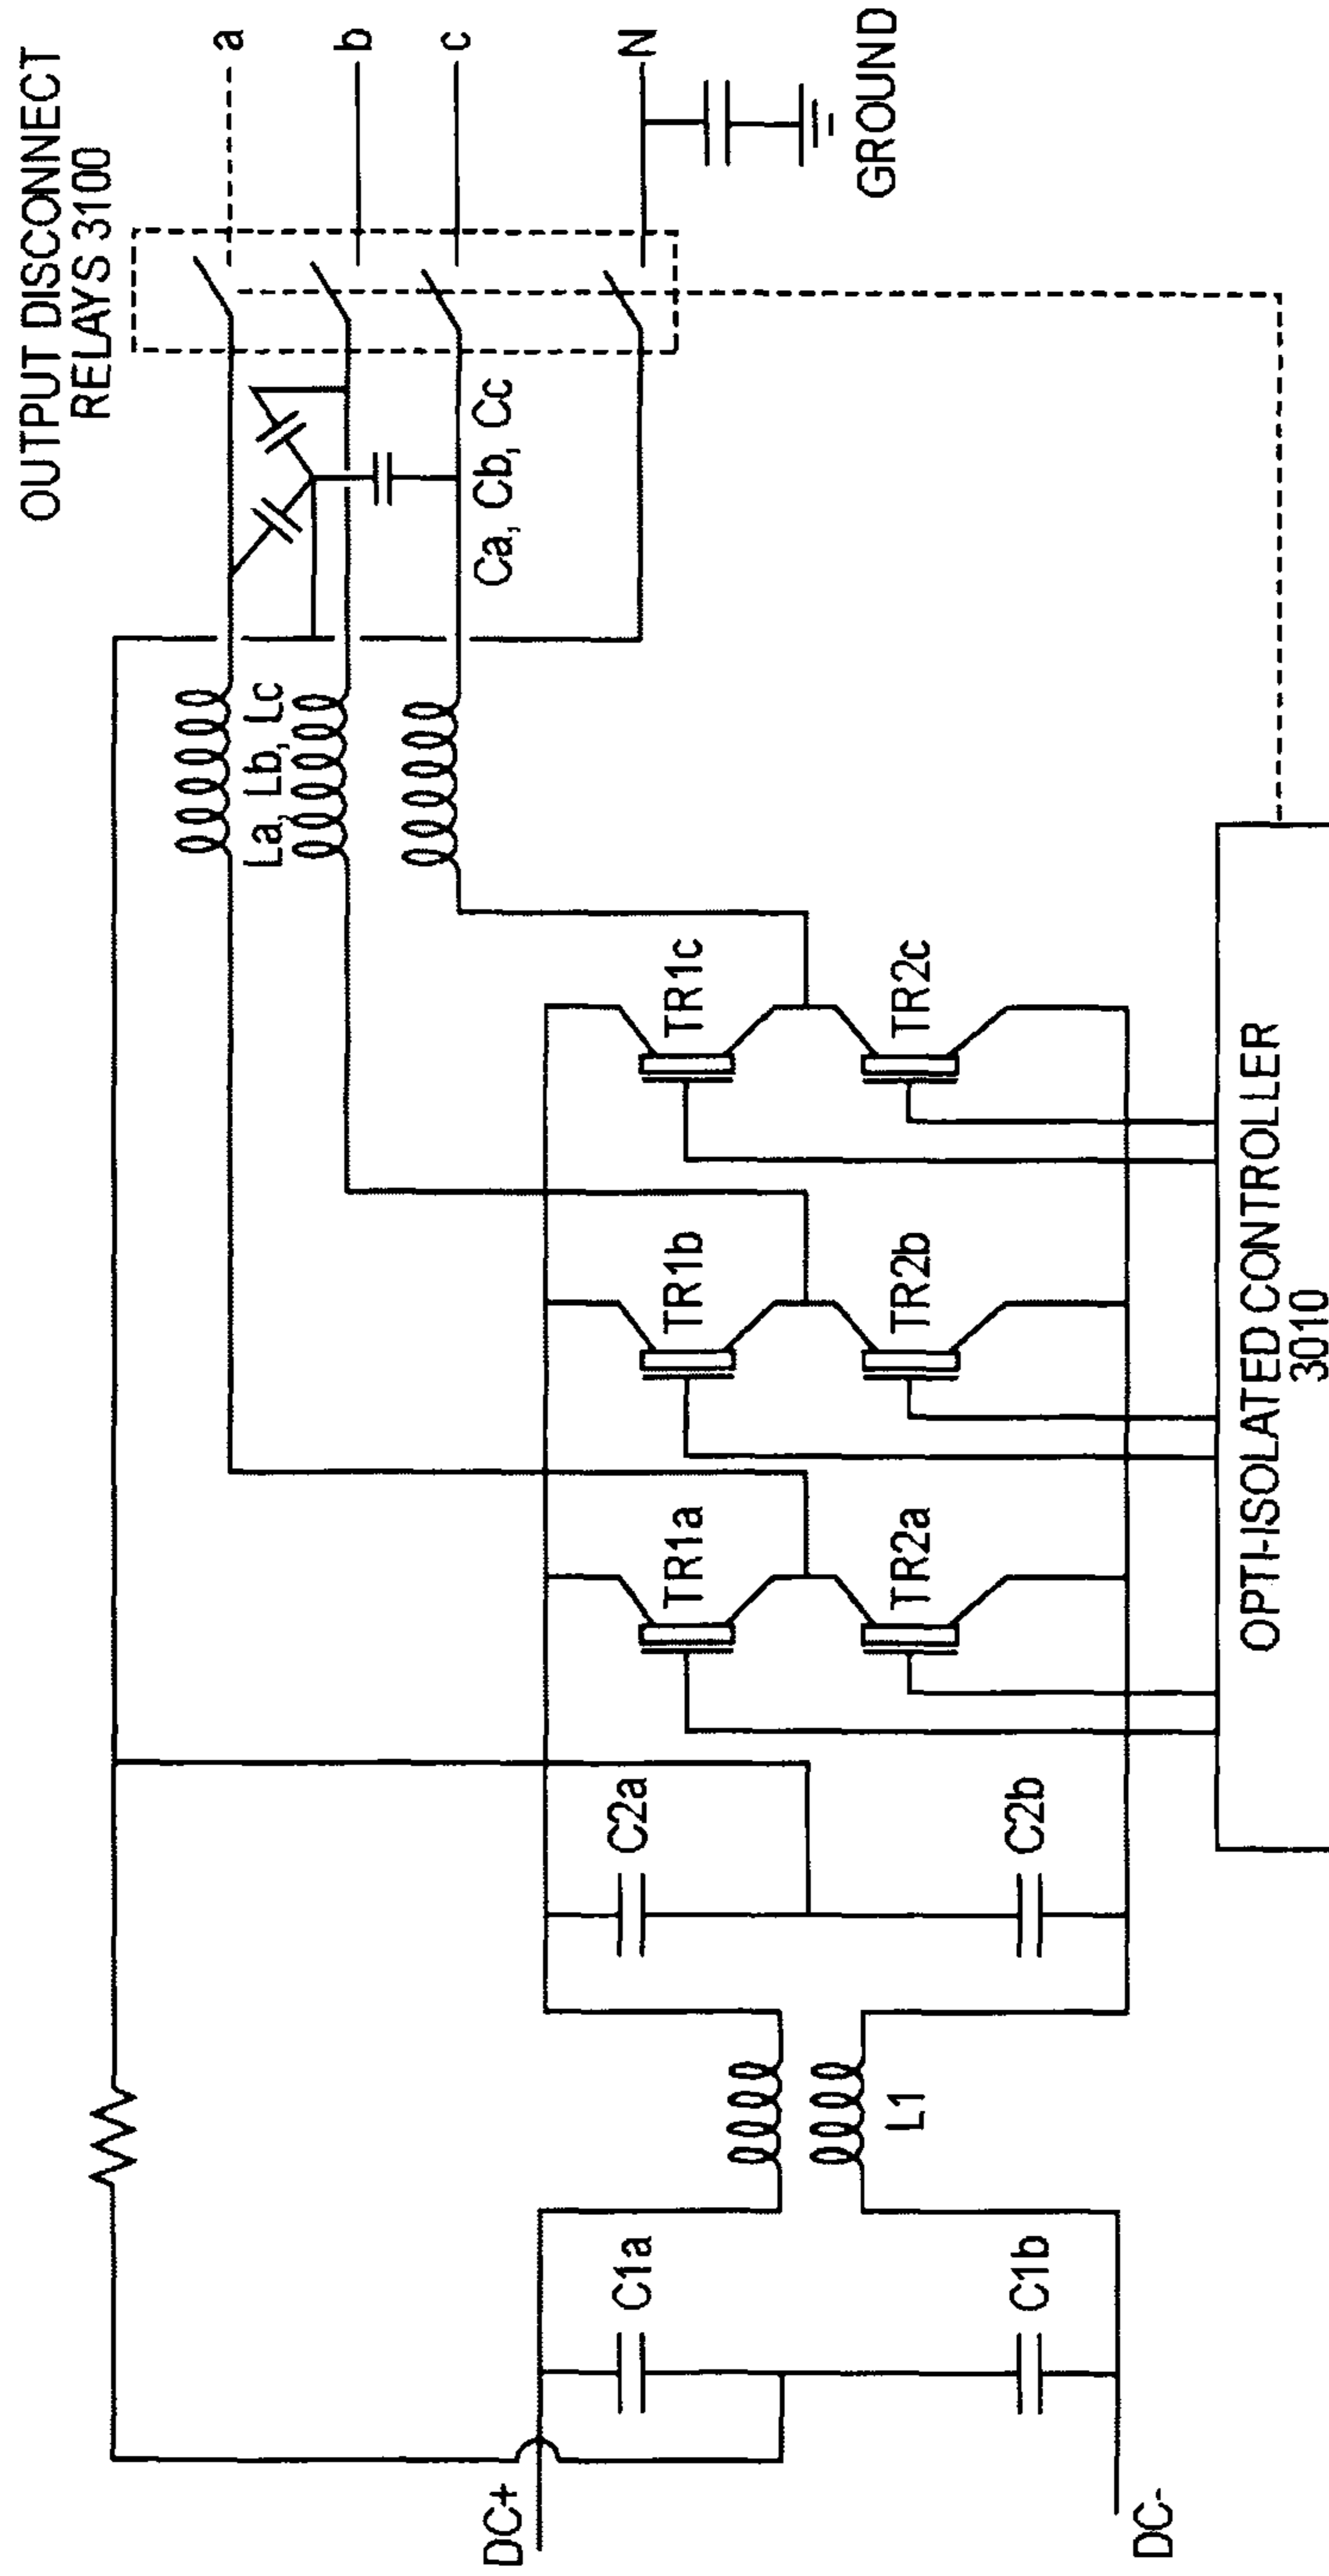 OUTPUT DISCONNECT
RELAYS 3100
a
b
c
N
GROUND
Ca, Cb, Cc
La, Lb, Lc
TR1a
TR1b
TR1c
TR2a
TR2b
TR2c
C2a
C2b
L1
C1a
C1b
DC+
DC-
OPTI-ISOLATED CONTROLLER
3010